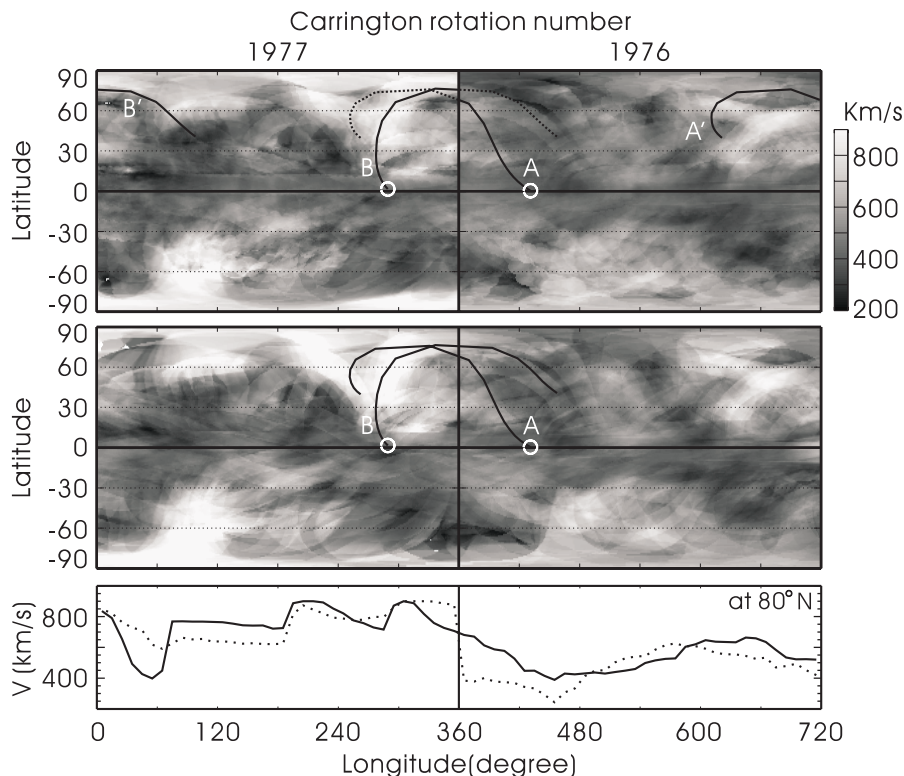 Carrington rotation number
1977 1976
90
60
30
0
-30
-60
-90
Latitude
B'
B
A
A'
Km/s
800
600
400
200
90
60
30
0
-30
-60
-90
Latitude
B
A
800
400
V (km/s)
at 80°N
0 120 240 360 480 600 720
Longitude(degree)